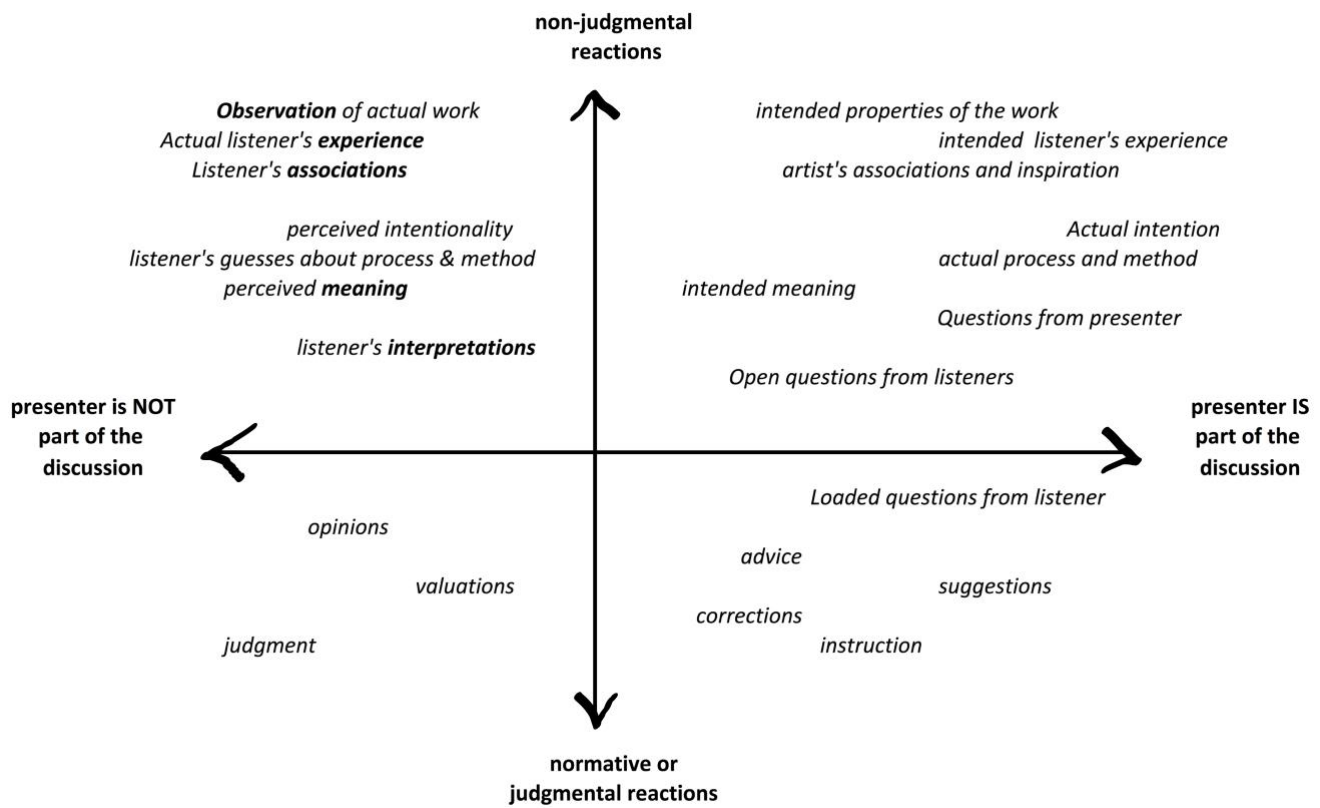 non-judgmental
reactions
Observation of actual work
Actual listener's experience
Listener's associations
perceived intentionality
listener's guesses about process & method
perceived meaning
listener's interpretations
intended properties of the work
intended listener's experience
artist's associations and inspiration
Actual intention
actual process and method
intended meaning
Questions from presenter
Open questions from listeners
presenter is NOT
part of the
discussion
presenter IS
part of the
discussion
opinions
valuations
judgment
Loaded questions from listener
advice
suggestions
corrections
instruction
normative or
judgmental reactions